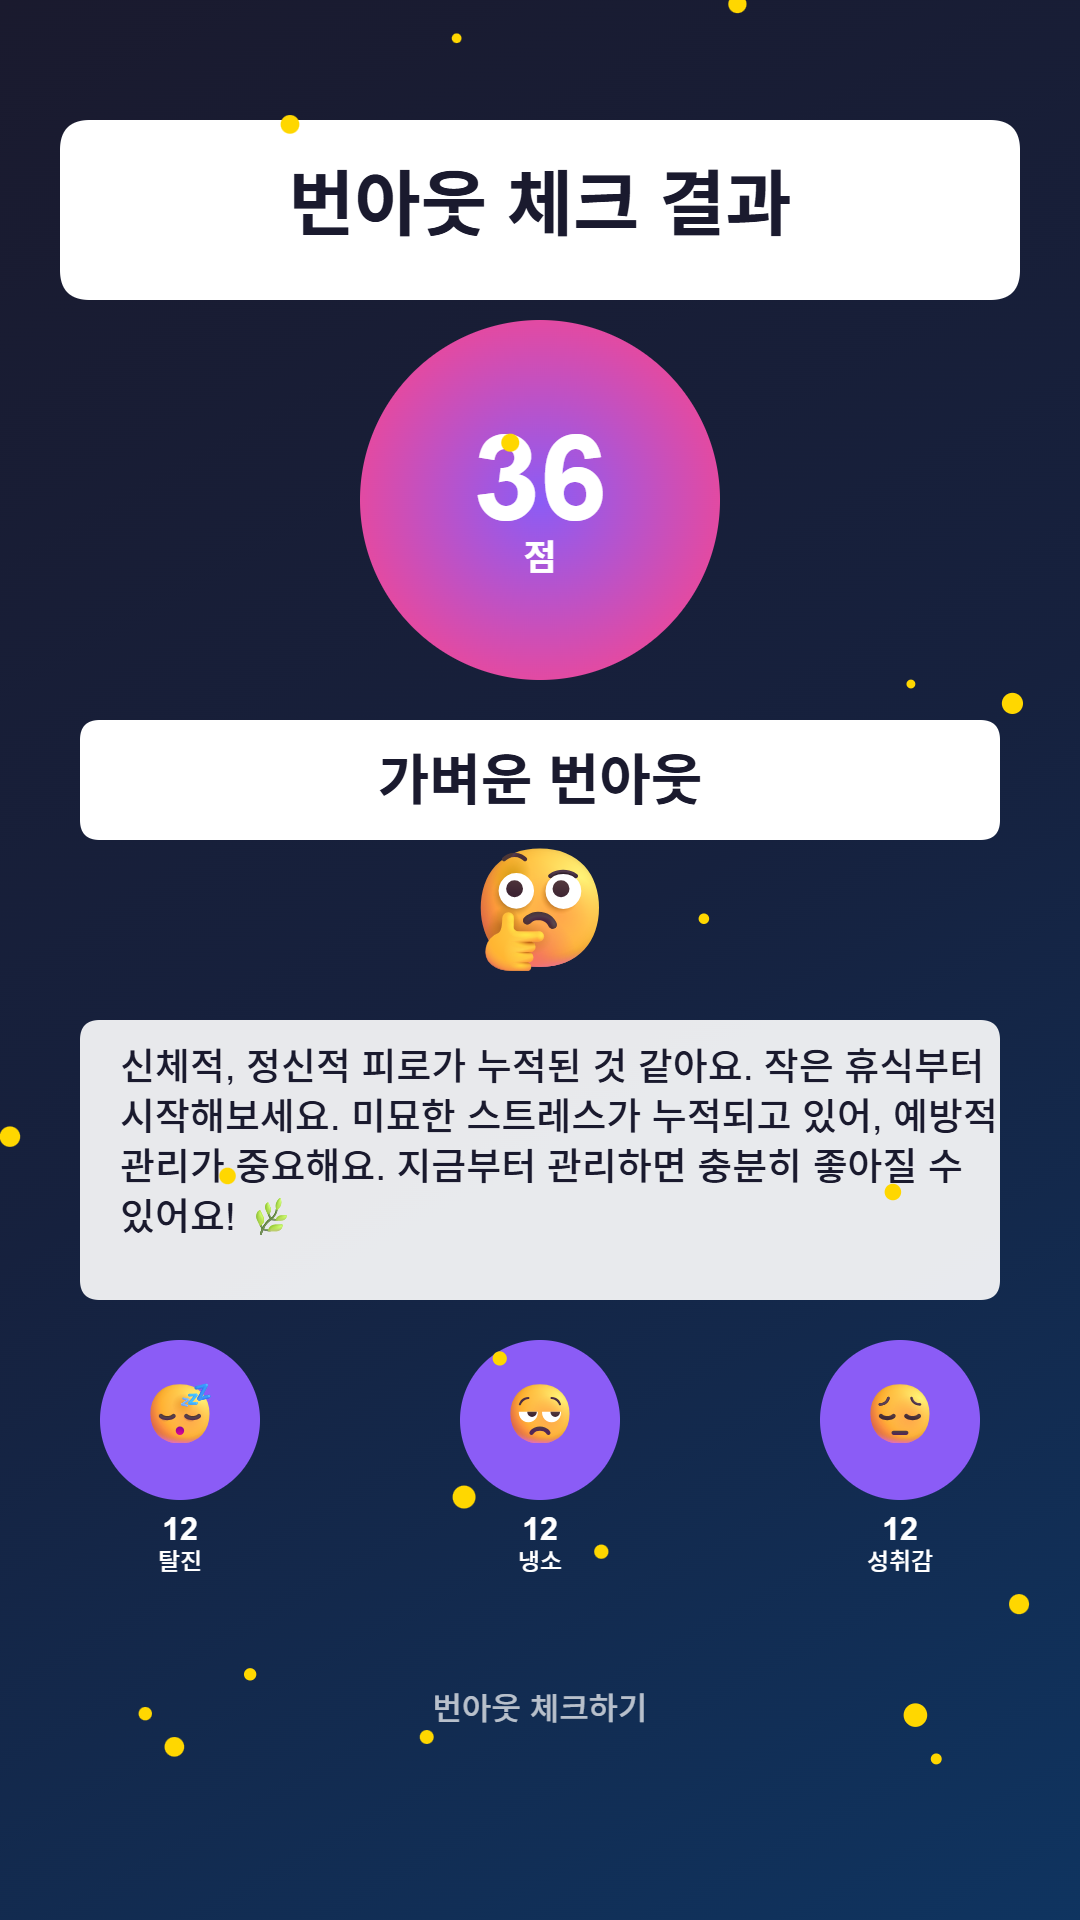 번아웃 체크 결과
36
점
가벼운 번아웃
신체적, 정신적 피로가 누적된 것 같아요. 작은 휴식부터
시작해보세요. 미묘한 스트레스가 누적되고 있어, 예방적
관리가 중요해요. 지금부터 관리하면 충분히 좋아질 수
있어요! 🌿
12
탈진
12
냉소
12
성취감
번아웃 체크하기